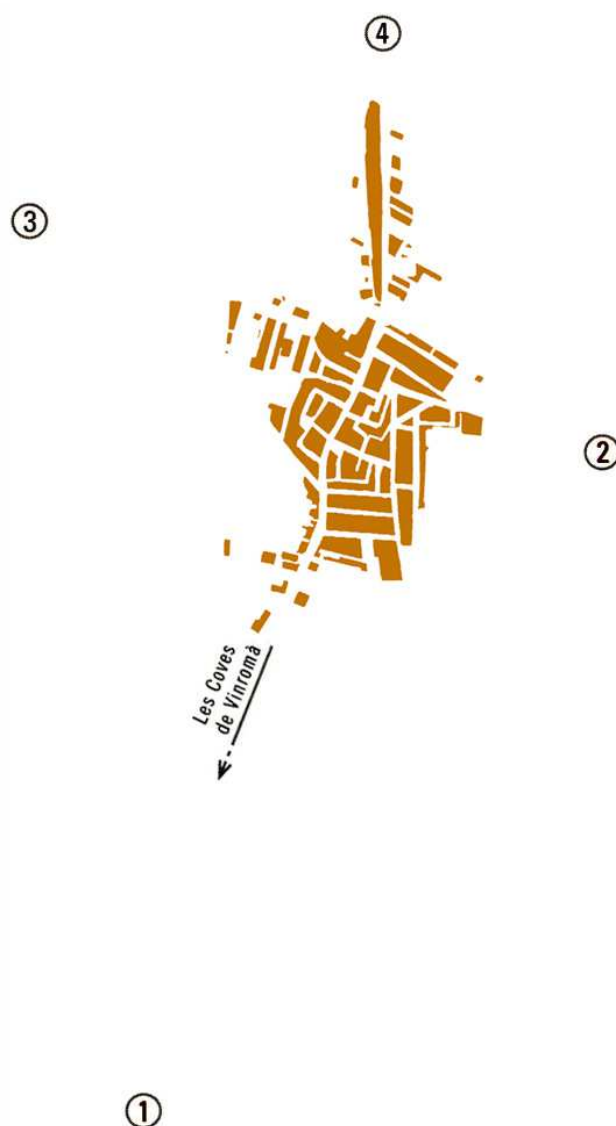 ④
③
②
Les Coves
de Vinromà
①